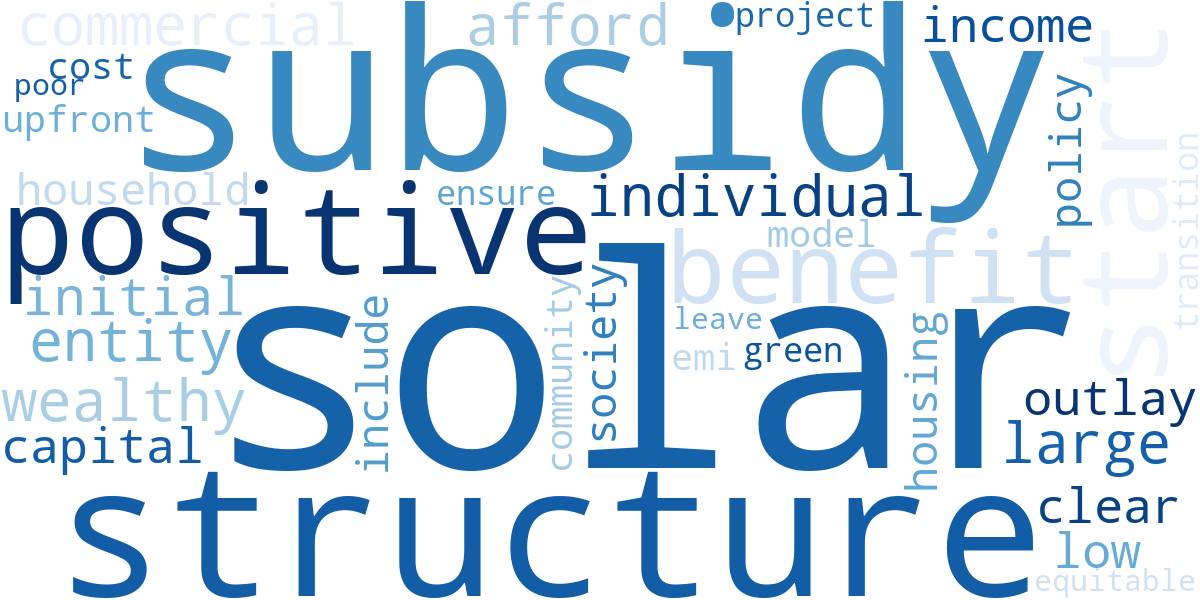 commercial
afford
project
income
subsidy
start
cost
poor
upfront
policy
transition
household
ensure
individual
positive
model
benefit
initial
entity
solar
include
community
society
leave
emi
green
housing
wealthy
outlay
capital
large
structure
clear
low
equitable